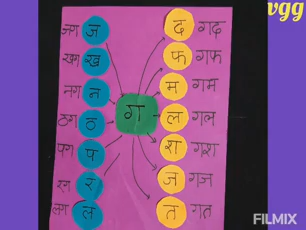 vgg
जग ज द गद
खग ख फ गफ
नग न म गम
ग
ठग ठ ल गल
पग प श गश
रग र ज गज
लग ल त गत
FILMIX